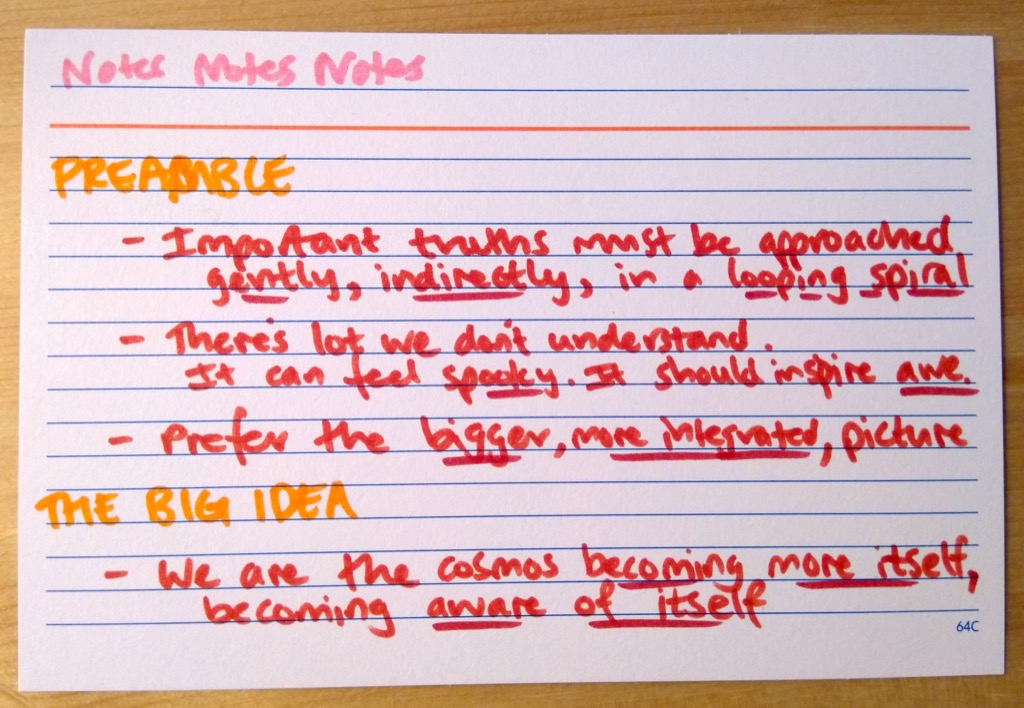 Notes Notes Notes
PREAMBLE
- Important truths must be approached
gently, indirectly, in a looping spiral
- There's lot we don't understand.
It can feel spooky. It should inspire awe.
- Prefer the bigger, more integrated, picture
THE BIG IDEA
- We are the cosmos becoming more itself,
becoming aware of itself
64C